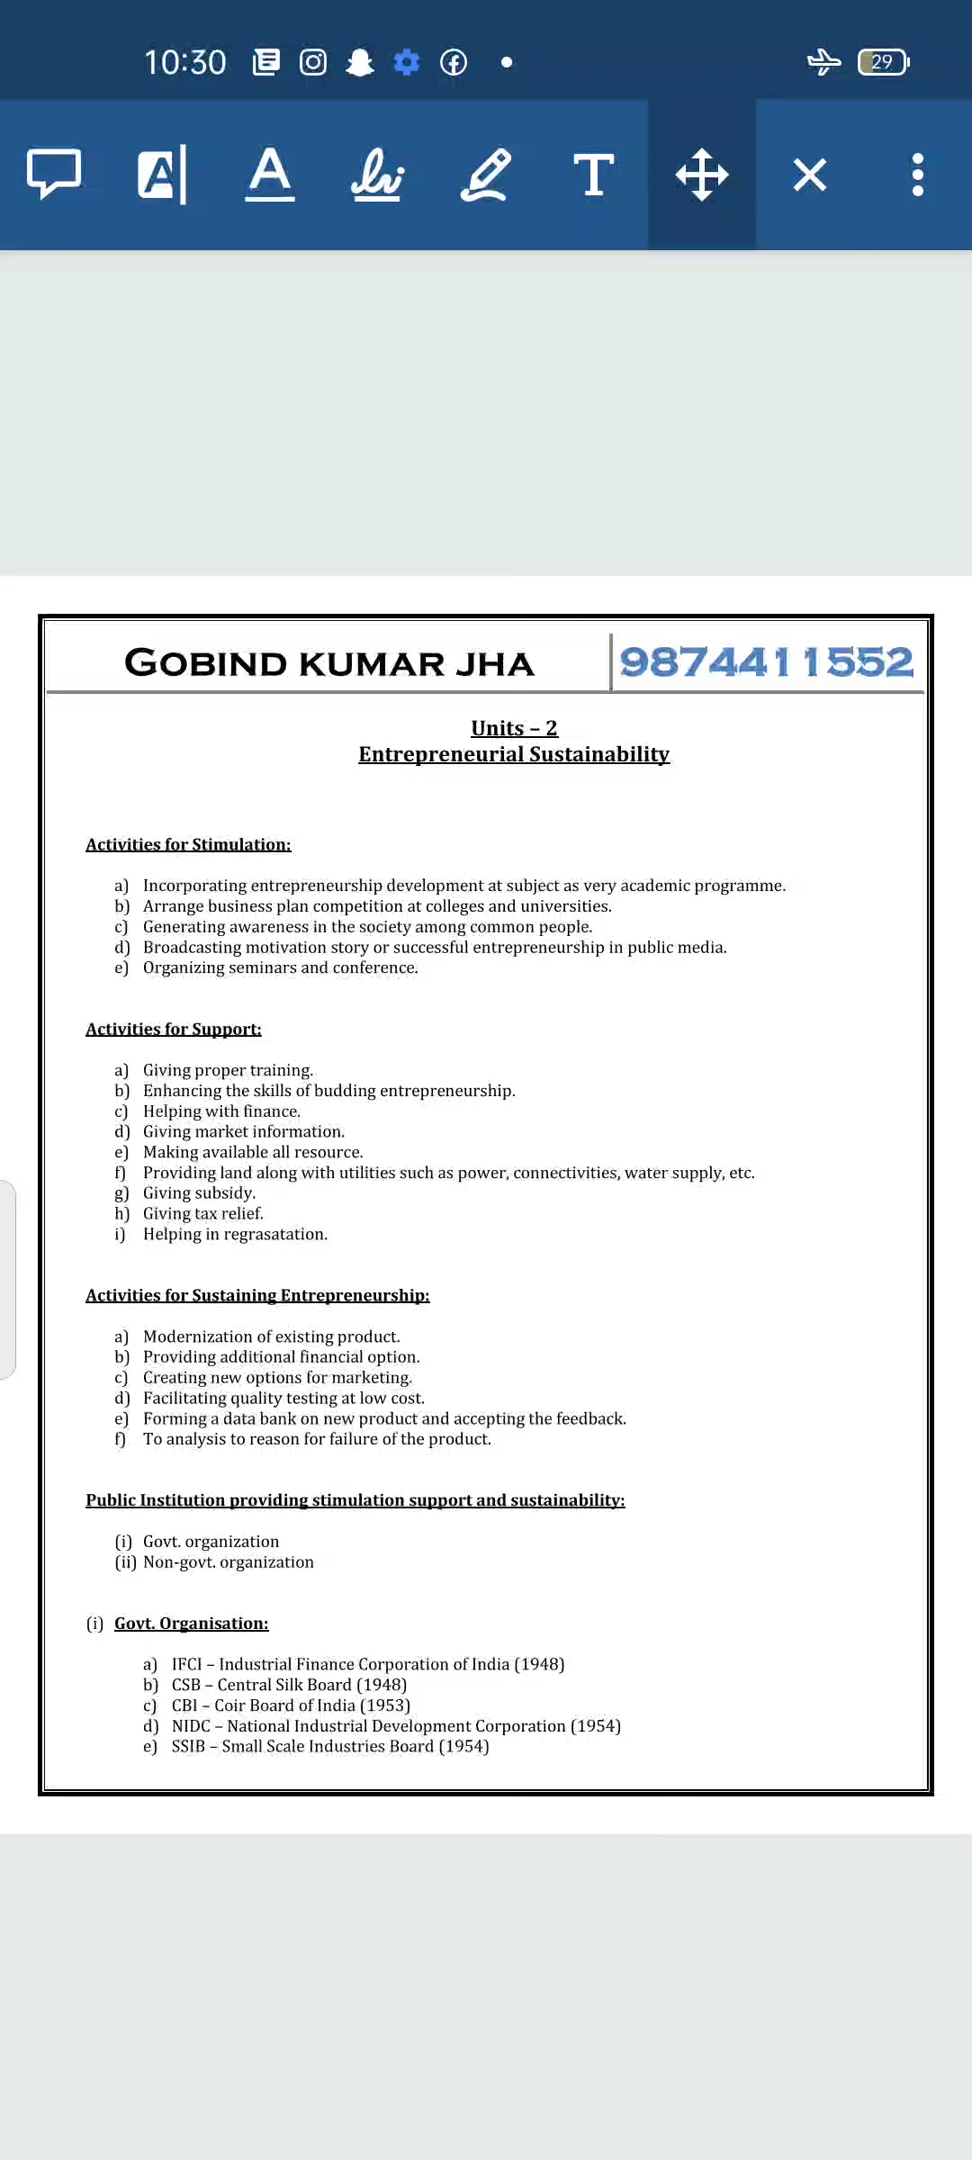 10:30
29
GOBIND KUMAR JHA
9874411552
Units – 2
Entrepreneurial Sustainability
Activities for Stimulation:
a) Incorporating entrepreneurship development at subject as very academic programme.
b) Arrange business plan competition at colleges and universities.
c) Generating awareness in the society among common people.
d) Broadcasting motivation story or successful entrepreneurship in public media.
e) Organizing seminars and conference.
Activities for Support:
a) Giving proper training.
b) Enhancing the skills of budding entrepreneurship.
c) Helping with finance.
d) Giving market information.
e) Making available all resource.
f) Providing land along with utilities such as power, connectivities, water supply, etc.
g) Giving subsidy.
h) Giving tax relief.
i) Helping in regrasatation.
Activities for Sustaining Entrepreneurship:
a) Modernization of existing product.
b) Providing additional financial option.
c) Creating new options for marketing.
d) Facilitating quality testing at low cost.
e) Forming a data bank on new product and accepting the feedback.
f) To analysis to reason for failure of the product.
Public Institution providing stimulation support and sustainability:
(i) Govt. organization
(ii) Non-govt. organization
(i) Govt. Organisation:
a) IFCI – Industrial Finance Corporation of India (1948)
b) CSB – Central Silk Board (1948)
c) CBI – Coir Board of India (1953)
d) NIDC – National Industrial Development Corporation (1954)
e) SSIB – Small Scale Industries Board (1954)